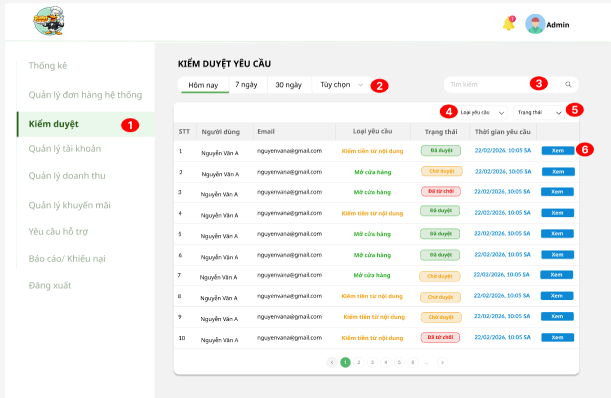 Admin
Thống kê
Quản lý đơn hàng hệ thống
Kiểm duyệt 1
Quản lý tài khoản
Quản lý doanh thu
Quản lý khuyến mãi
Yêu cầu hỗ trợ
Báo cáo/ Khiếu nại
Đăng xuất
KIỂM DUYỆT YÊU CẦU
Hôm nay 7 ngày 30 ngày Tùy chọn 2 Tìm kiếm 3
4 Loại yêu cầu Trạng thái 5
STT Người dùng Email Loại yêu cầu Trạng thái Thời gian yêu cầu
1 Nguyễn Văn A nguyenvana@gmail.com Kiếm tiền từ nội dung Đã duyệt 22/02/2024, 10:05 SA Xem 6
2 Nguyễn Văn A nguyenvana@gmail.com Mở cửa hàng Chờ duyệt 22/02/2026, 10:05 SA Xem
3 Nguyễn Văn A nguyenvana@gmail.com Mở cửa hàng Đã từ chối 22/02/2026, 10:05 SA Xem
4 Nguyễn Văn A nguyenvana@gmail.com Kiếm tiền từ nội dung Đã duyệt 22/02/2026, 10:05 SA Xem
5 Nguyễn Văn A nguyenvana@gmail.com Mở cửa hàng Đã duyệt 22/02/2026, 10:05 SA Xem
6 Nguyễn Văn A nguyenvana@gmail.com Mở cửa hàng Đã duyệt 22/02/2026, 10:05 SA Xem
7 Nguyễn Văn A nguyenvana@gmail.com Mở cửa hàng Chờ duyệt 22/02/2026, 10:05 SA Xem
8 Nguyễn Văn A nguyenvana@gmail.com Kiếm tiền từ nội dung Chờ duyệt 22/02/2026, 10:05 SA Xem
9 Nguyễn Văn A nguyenvana@gmail.com Kiếm tiền từ nội dung Chờ duyệt 22/02/2026, 10:05 SA Xem
10 Nguyễn Văn A nguyenvana@gmail.com Kiếm tiền từ nội dung Đã từ chối 22/02/2026, 10:05 SA Xem
‹ 1 2 3 4 5 6 ... ›